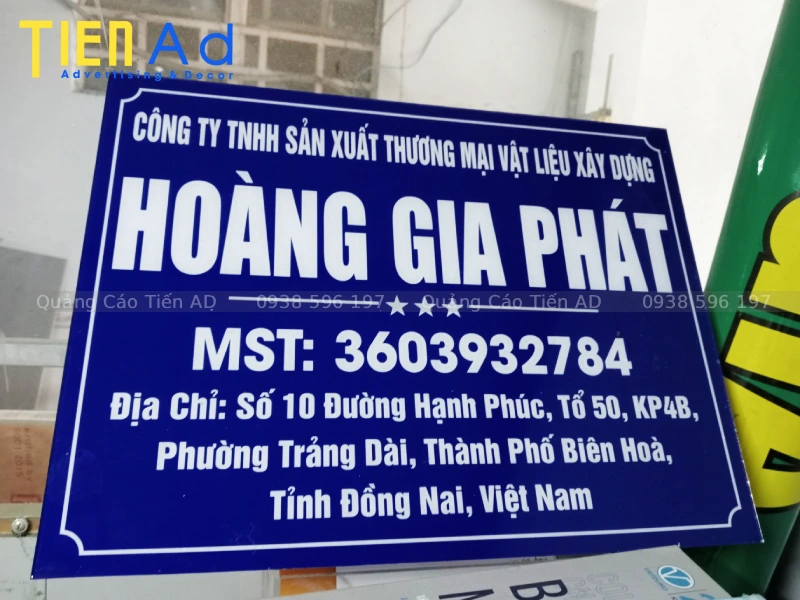 TIEN Ad
Advertising & Decor
CÔNG TY TNHH SẢN XUẤT THƯƠNG MẠI VẬT LIỆU XÂY DỰNG
HOÀNG GIA PHÁT
Quảng Cáo Tiến AD 0938 596 197 Quảng Cáo Tiến AD 0938 596 197
MST: 3603932784
Địa Chỉ: Số 10 Đường Hạnh Phúc, Tổ 50, KP4B,
Phường Trảng Dài, Thành Phố Biên Hoà,
Tỉnh Đồng Nai, Việt Nam